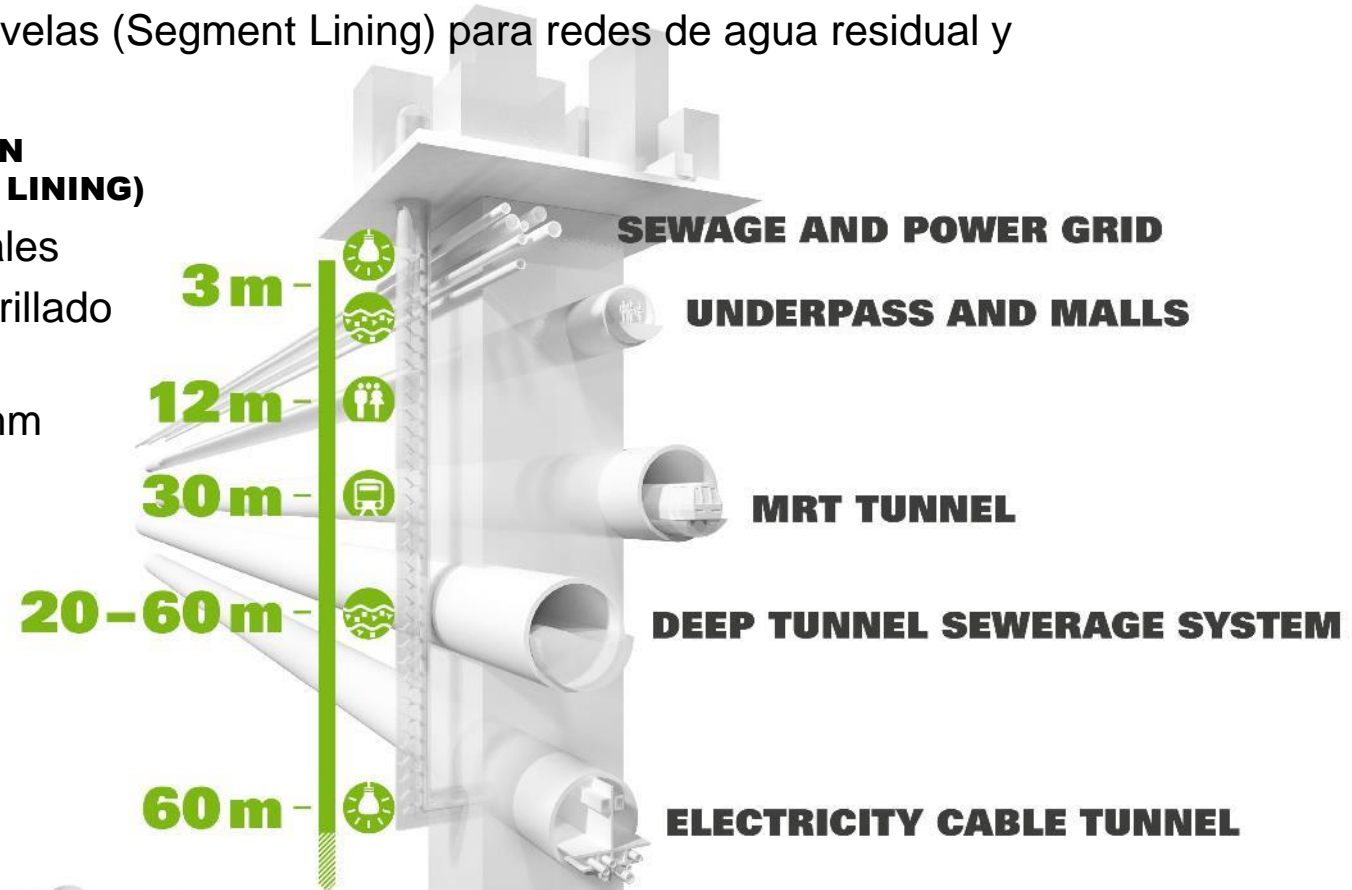 velas (Segment Lining) para redes de agua residual y
N
LINING)
ales
rillado
nm
3 m
12 m
30 m
20–60 m
60 m
SEWAGE AND POWER GRID
UNDERPASS AND MALLS
MRT TUNNEL
DEEP TUNNEL SEWERAGE SYSTEM
ELECTRICITY CABLE TUNNEL